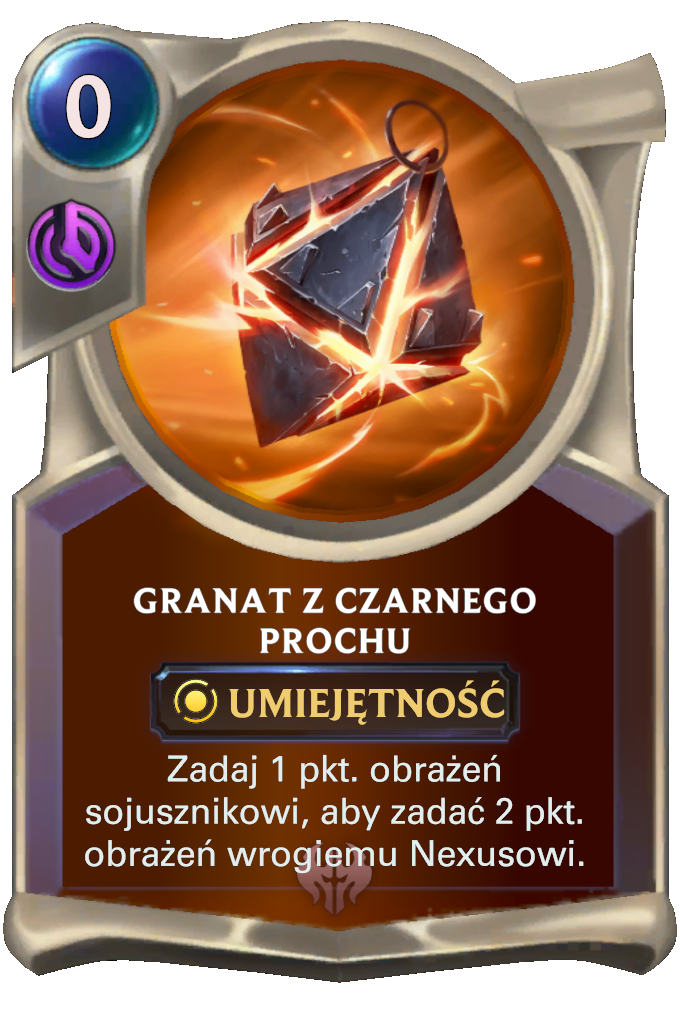 0
GRANAT Z CZARNEGO
PROCHU
UMIEJĘTNOŚĆ
Zadaj 1 pkt. obrażeń
sojusznikowi, aby zadać 2 pkt.
obrażeń wrogiemu Nexusowi.